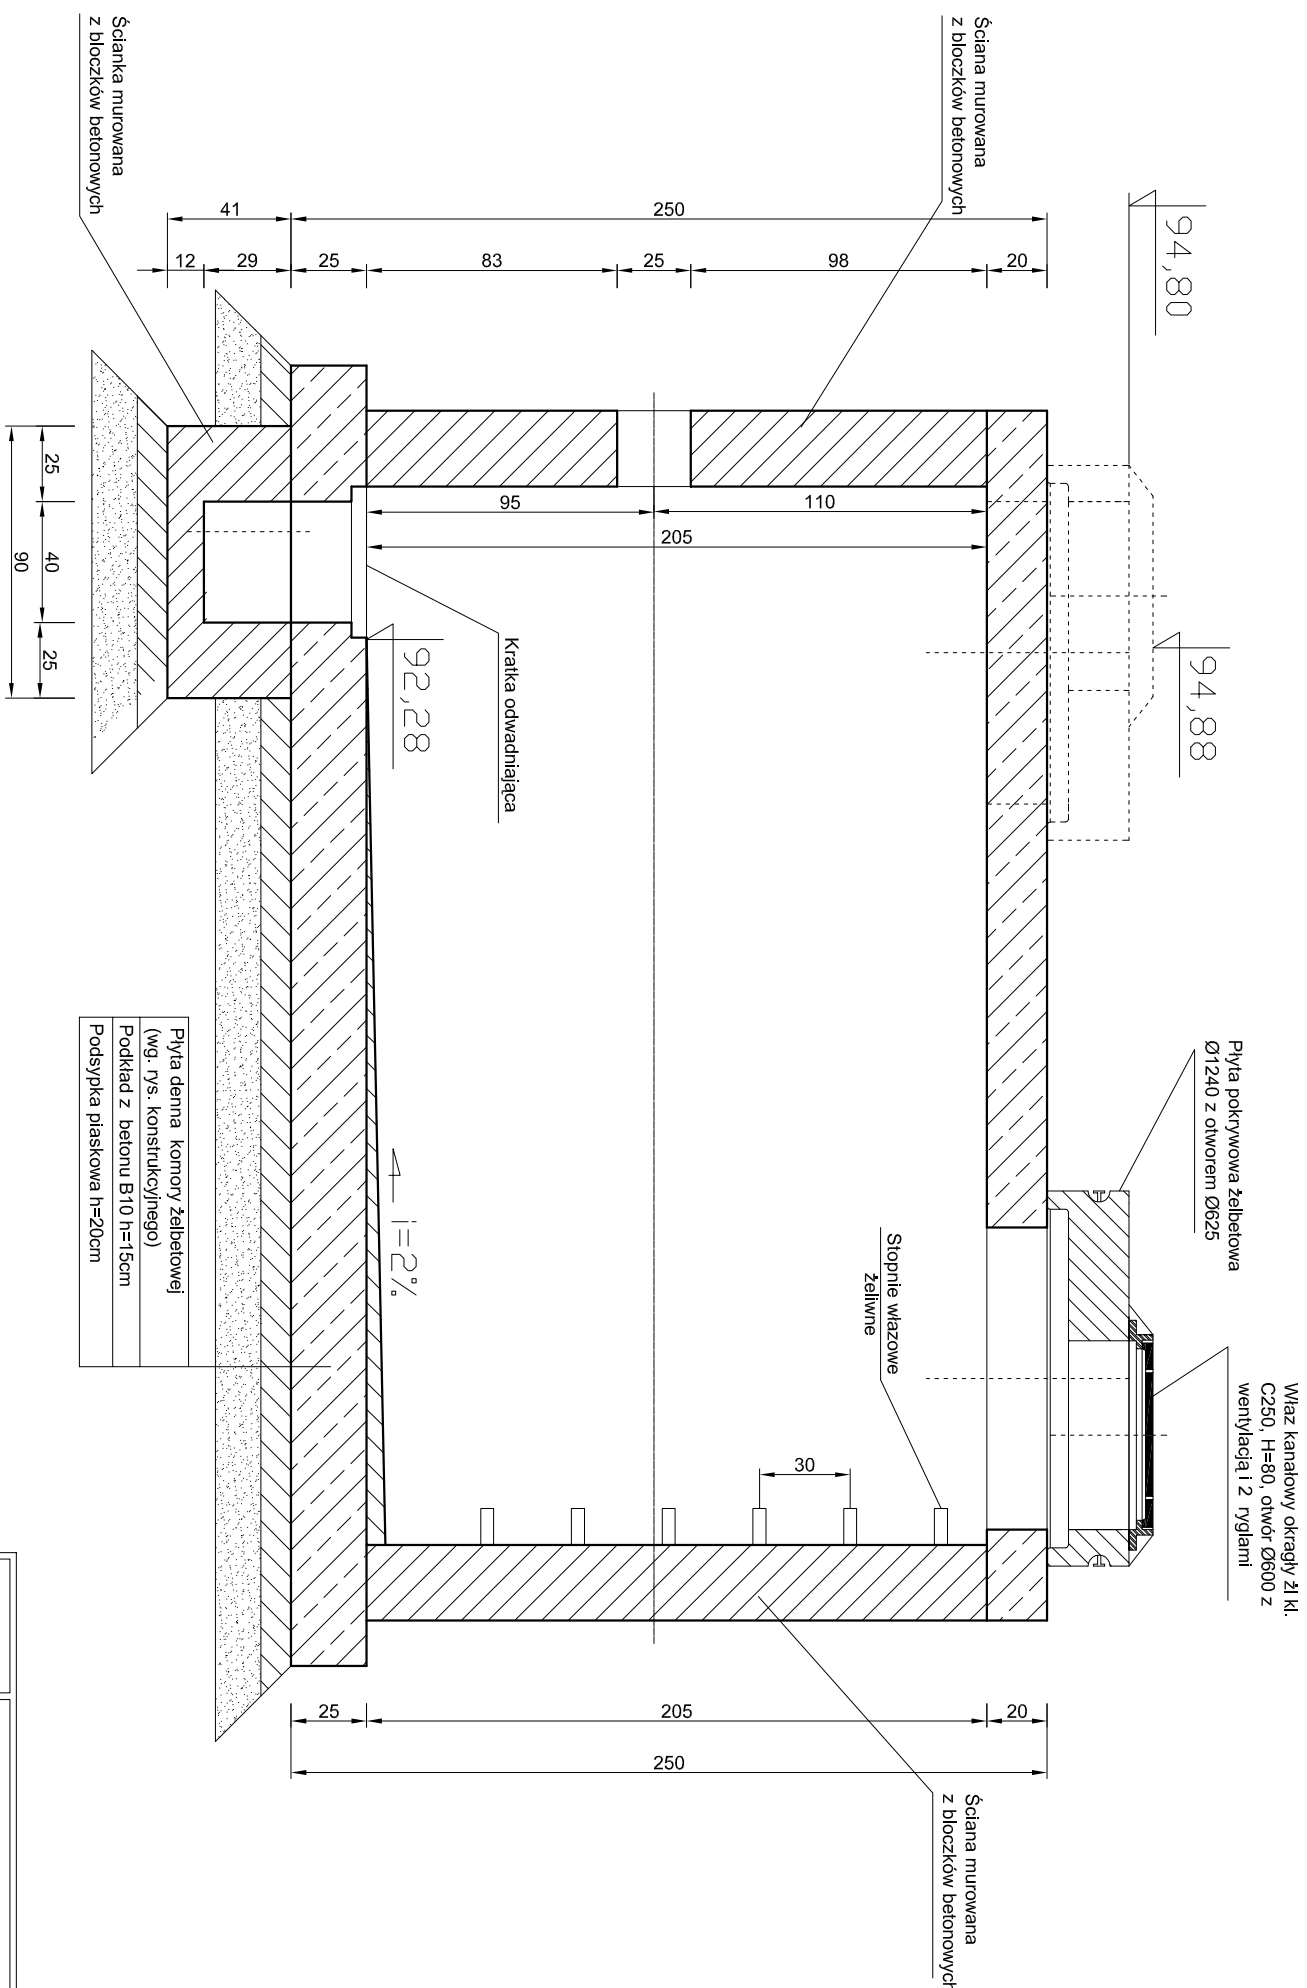 Ściana murowana
z bloczków betonowych
94,80
94,88
Płyta pokrywowa żelbetowa
Ø1240 z otworem Ø625
Właz kanałowy okrągły żl kl.
C250, H=80, otwór Ø600 z
wentylacją i 2 ryglami
Ścianka murowana
z bloczków betonowych
41
250
12
29
25
83
25
98
20
95
110
205
25
40
25
90
92,28
Kratka odwadniająca
i=2%
Stopnie włazowe
żeliwne
30
Płyta denna komory żelbetowej
(wg. rys. konstrukcyjnego)
Podkład z betonu B10 h=15cm
Podsypka piaskowa h=20cm
25
205
20
250
Ściana murowana
z bloczków betonowych